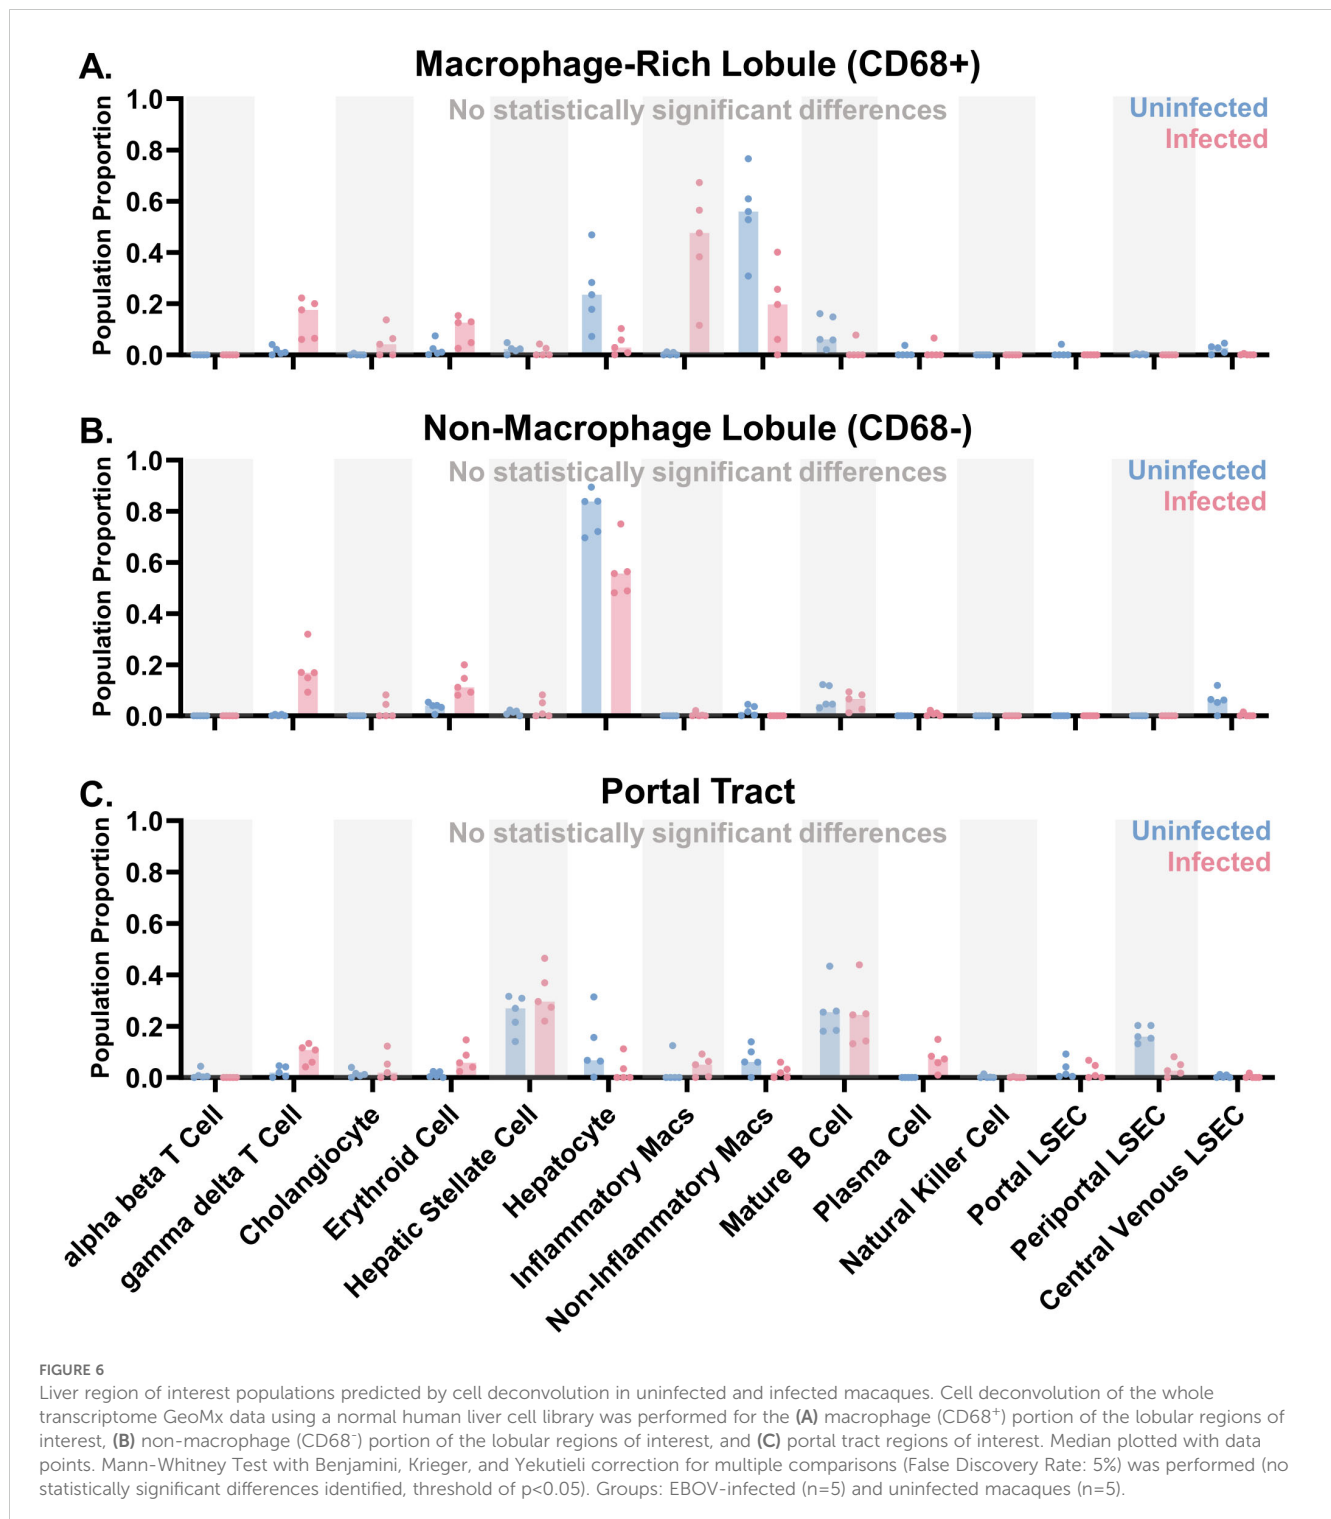 A.
Macrophage-Rich Lobule (CD68+)
No statistically significant differences
Uninfected
Infected
Population Proportion
1.0
0.8
0.6
0.4
0.2
0.0
B.
Non-Macrophage Lobule (CD68-)
No statistically significant differences
Uninfected
Infected
Population Proportion
1.0
0.8
0.6
0.4
0.2
0.0
C.
Portal Tract
No statistically significant differences
Uninfected
Infected
Population Proportion
1.0
0.8
0.6
0.4
0.2
0.0
alpha beta T Cell
gamma delta T Cell
Cholangiocyte
Erythroid Cell
Hepatic Stellate Cell
Hepatocyte
Inflammatory Macs
Non-Inflammatory Macs
Mature B Cell
Plasma Cell
Natural Killer Cell
Portal LSEC
Periportal LSEC
Central Venous LSEC
FIGURE 6
Liver region of interest populations predicted by cell deconvolution in uninfected and infected macaques. Cell deconvolution of the whole
transcriptome GeoMx data using a normal human liver cell library was performed for the (A) macrophage (CD68⁺) portion of the lobular regions of
interest, (B) non-macrophage (CD68⁻) portion of the lobular regions of interest, and (C) portal tract regions of interest. Median plotted with data
points. Mann-Whitney Test with Benjamini, Krieger, and Yekutieli correction for multiple comparisons (False Discovery Rate: 5%) was performed (no
statistically significant differences identified, threshold of p<0.05). Groups: EBOV-infected (n=5) and uninfected macaques (n=5).